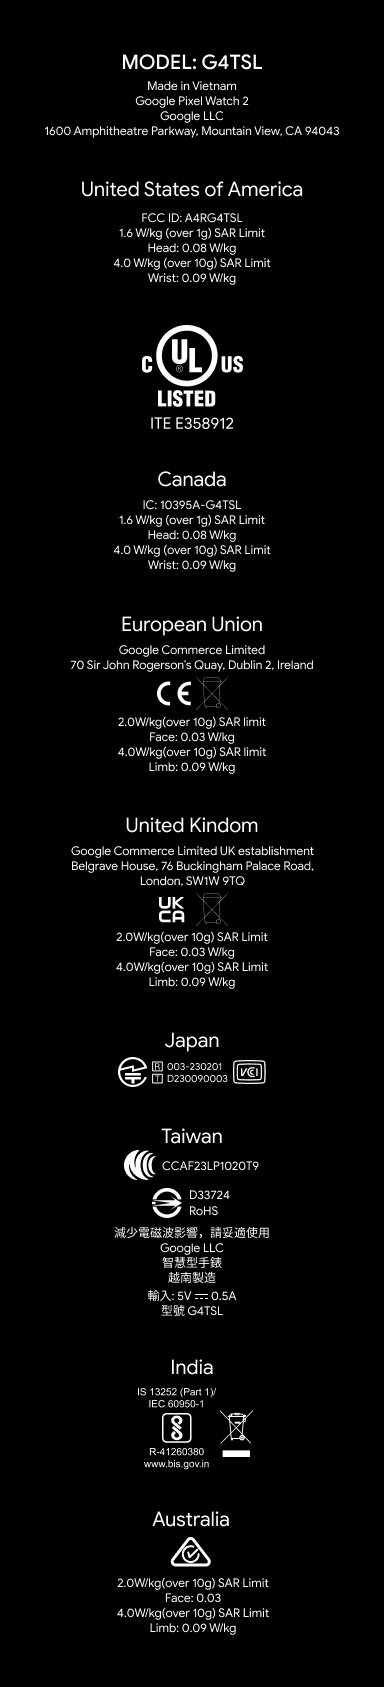 MODEL: G4TSL
Made in Vietnam
Google Pixel Watch 2
Google LLC
1600 Amphitheatre Parkway, Mountain View, CA 94043
United States of America
FCC ID: A4RG4TSL
1.6 W/kg (over 1g) SAR Limit
Head: 0.08 W/kg
4.0 W/kg (over 10g) SAR Limit
Wrist: 0.09 W/kg
C UL ® US
LISTED
ITE E358912
Canada
IC: 10395A-G4TSL
1.6 W/kg (over 1g) SAR Limit
Head: 0.08 W/kg
4.0 W/kg (over 10g) SAR Limit
Wrist: 0.09 W/kg
European Union
Google Commerce Limited
70 Sir John Rogerson's Quay, Dublin 2, Ireland
CE
2.0W/kg(over 10g) SAR limit
Face: 0.03 W/kg
4.0W/kg(over 10g) SAR limit
Limb: 0.09 W/kg
United Kindom
Google Commerce Limited UK establishment
Belgrave House, 76 Buckingham Palace Road,
London, SW1W 9TQ
UK
CA
2.0W/kg(over 10g) SAR Limit
Face: 0.03 W/kg
4.0W/kg(over 10g) SAR Limit
Limb: 0.09 W/kg
Japan
R 003-230201
T D230090003
VCI
Taiwan
CCAF23LP1020T9
D33724
RoHS
減少電磁波影響，請妥適使用
Google LLC
智慧型手錶
越南製造
輸入: 5V ⎓ 0.5A
型號 G4TSL
India
IS 13252 (Part 1)/
IEC 60950-1
R-41260380
www.bis.gov.in
Australia
2.0W/kg(over 10g) SAR Limit
Face: 0.03
4.0W/kg(over 10g) SAR Limit
Limb: 0.09 W/kg